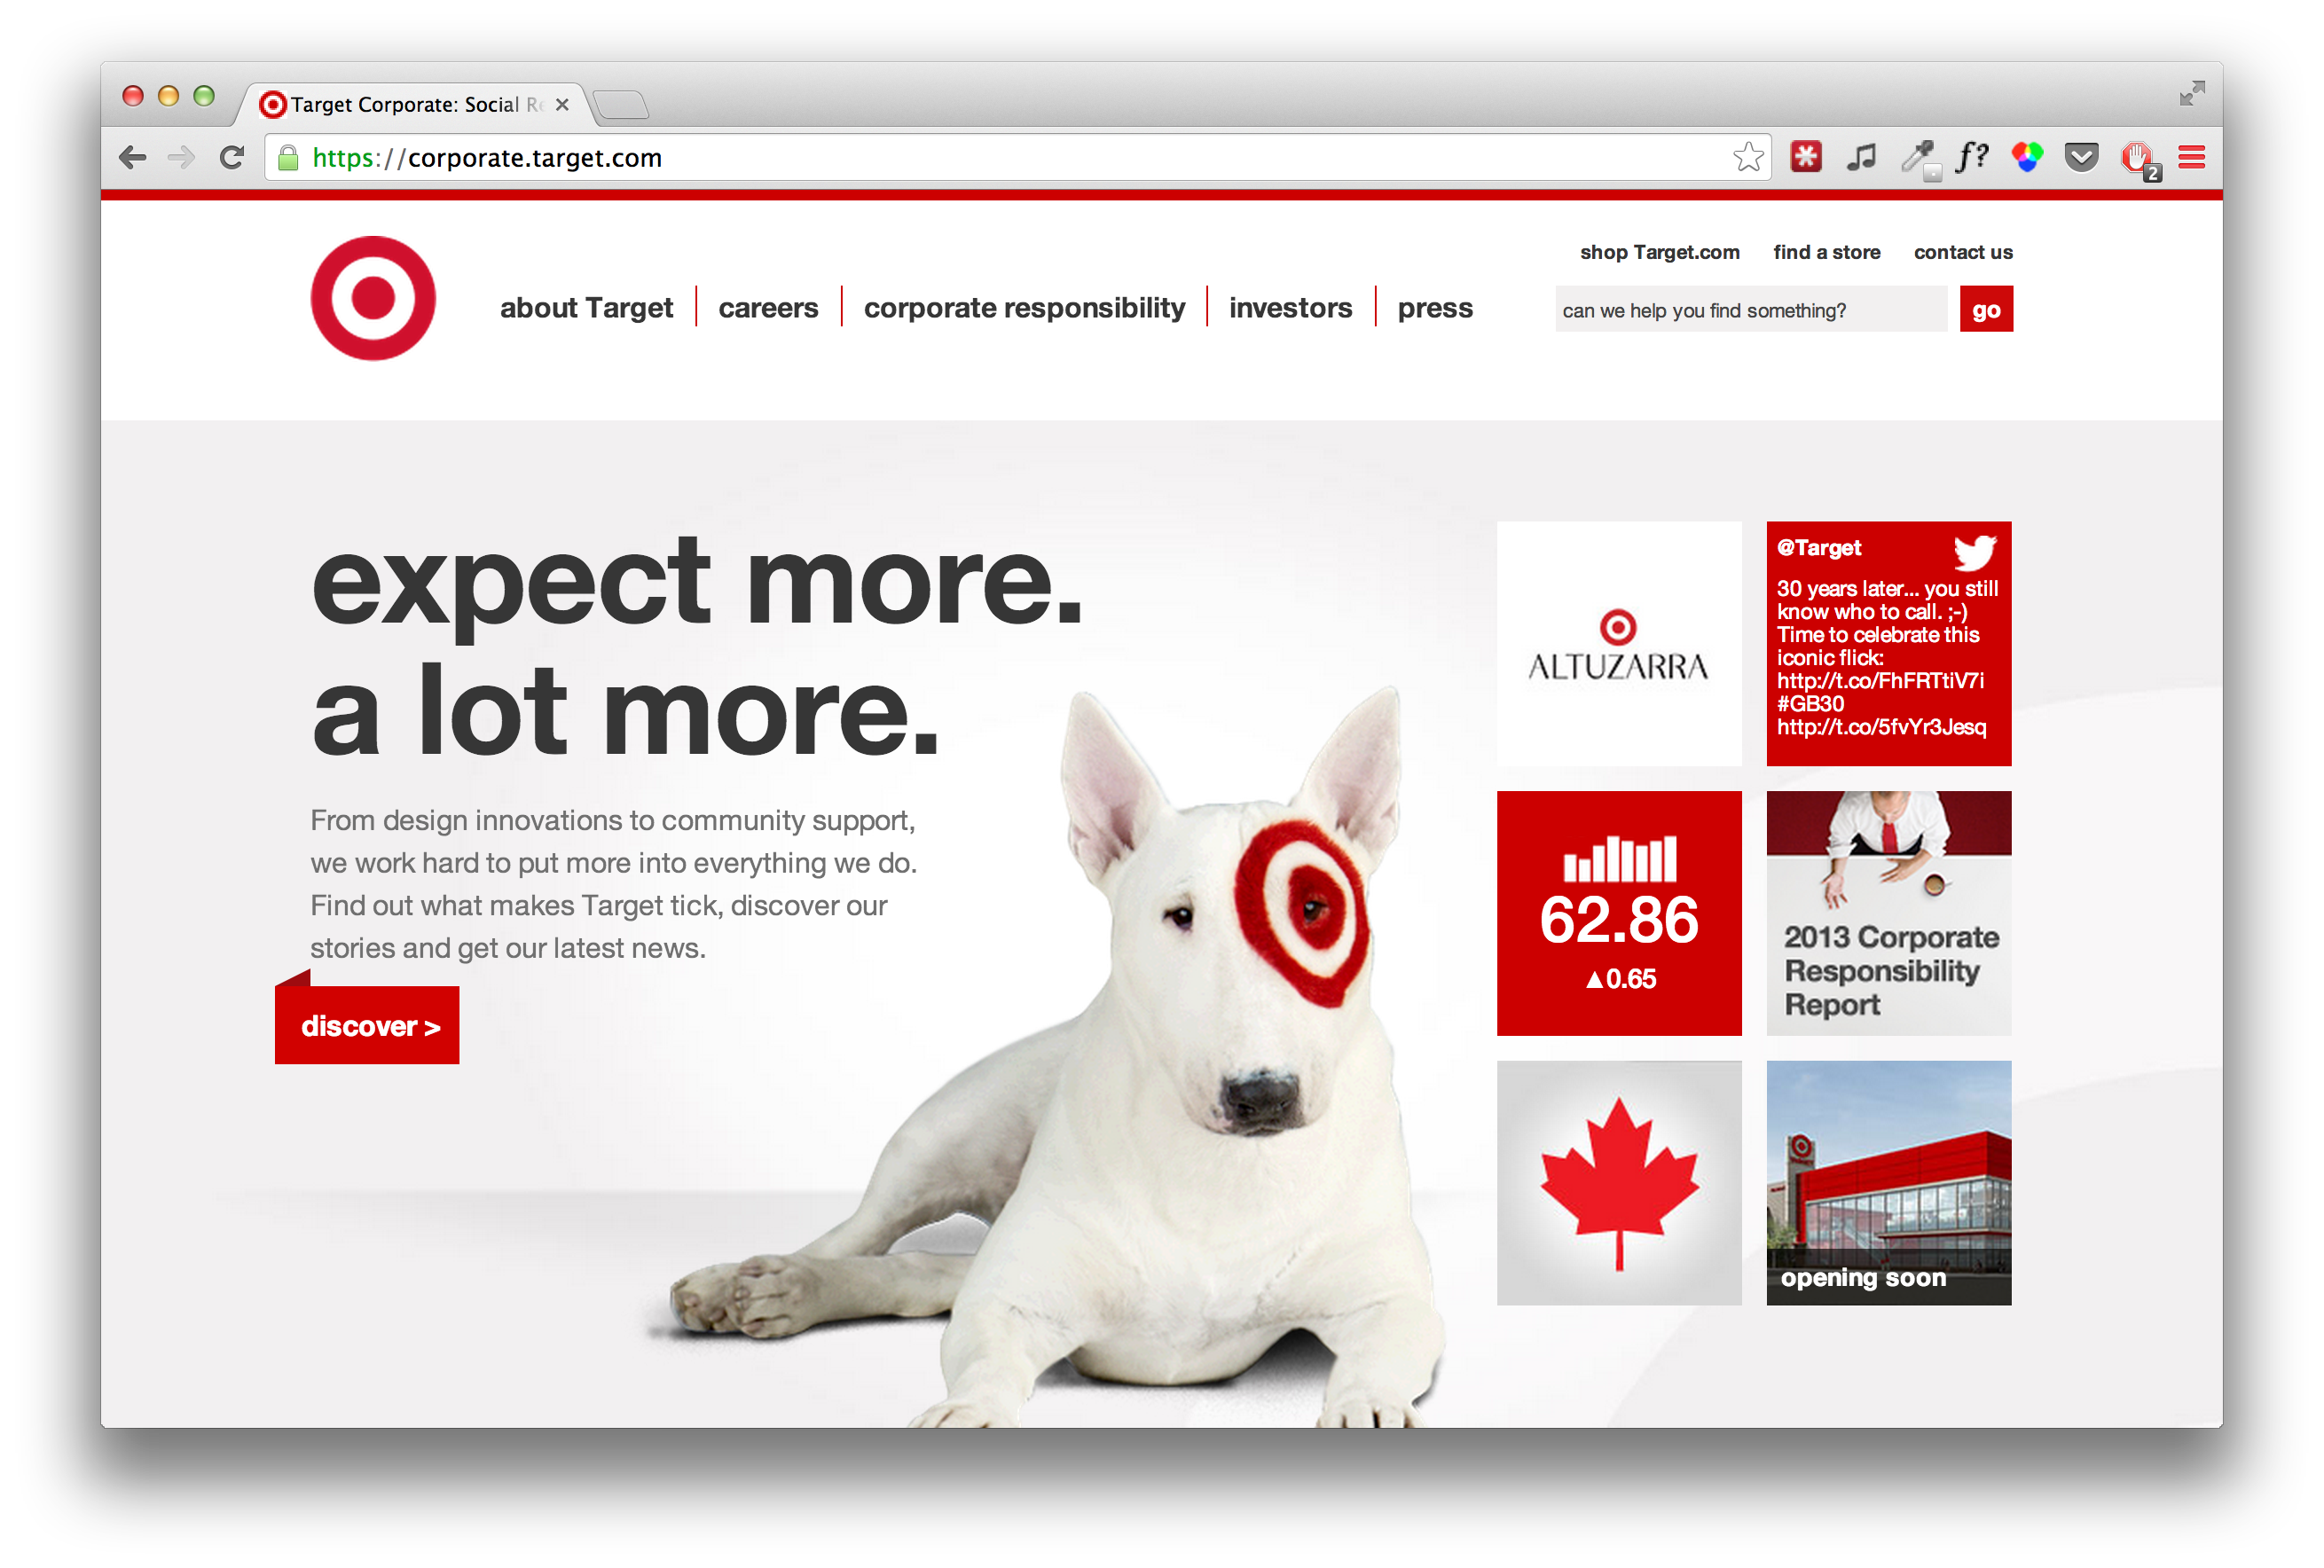 Target Corporate: Social Re
https://corporate.target.com
f?
2
shop Target.com find a store contact us
about Target careers corporate responsibility investors press
can we help you find something? go
expect more.
a lot more.
From design innovations to community support,
we work hard to put more into everything we do.
Find out what makes Target tick, discover our
stories and get our latest news.
discover >
ALTUZARRA
@Target
30 years later... you still
know who to call. ;-)
Time to celebrate this
iconic flick:
http://t.co/FhFRTtiV7i
#GB30
http://t.co/5fvYr3Jesq
62.86
▲0.65
2013 Corporate
Responsibility
Report
opening soon